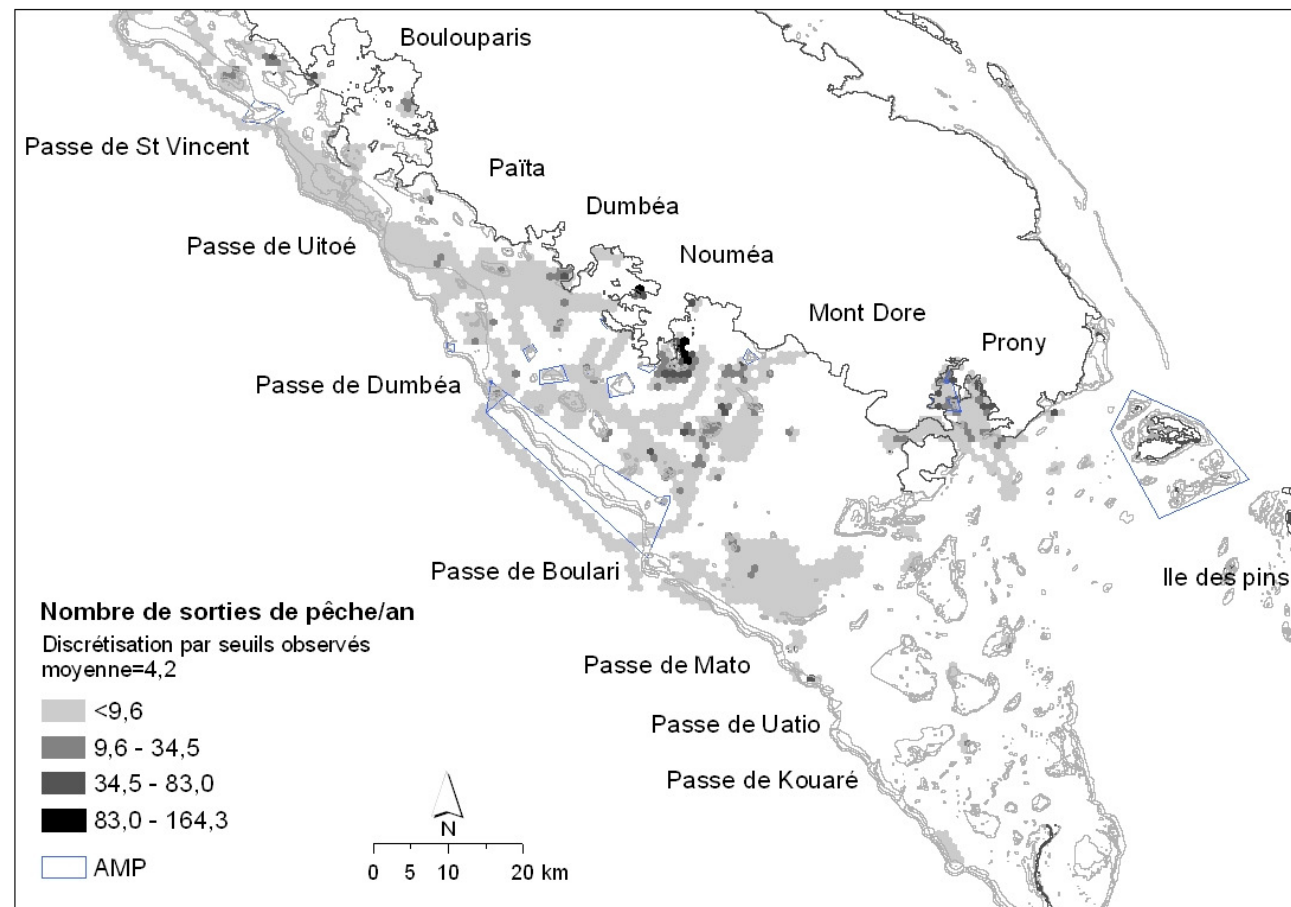 Boulouparis
Passe de St Vincent
Païta
Dumbéa
Passe de Uitoé
Nouméa
Mont Dore
Prony
Passe de Dumbéa
Passe de Boulari
Ile des pins
Nombre de sorties de pêche/an
Discrétisation par seuils observés
moyenne=4,2
Passe de Mato
<9,6
Passe de Uatio
9,6 - 34,5
Passe de Kouaré
34,5 - 83,0
83,0 - 164,3
N
AMP
0 5 10 20 km